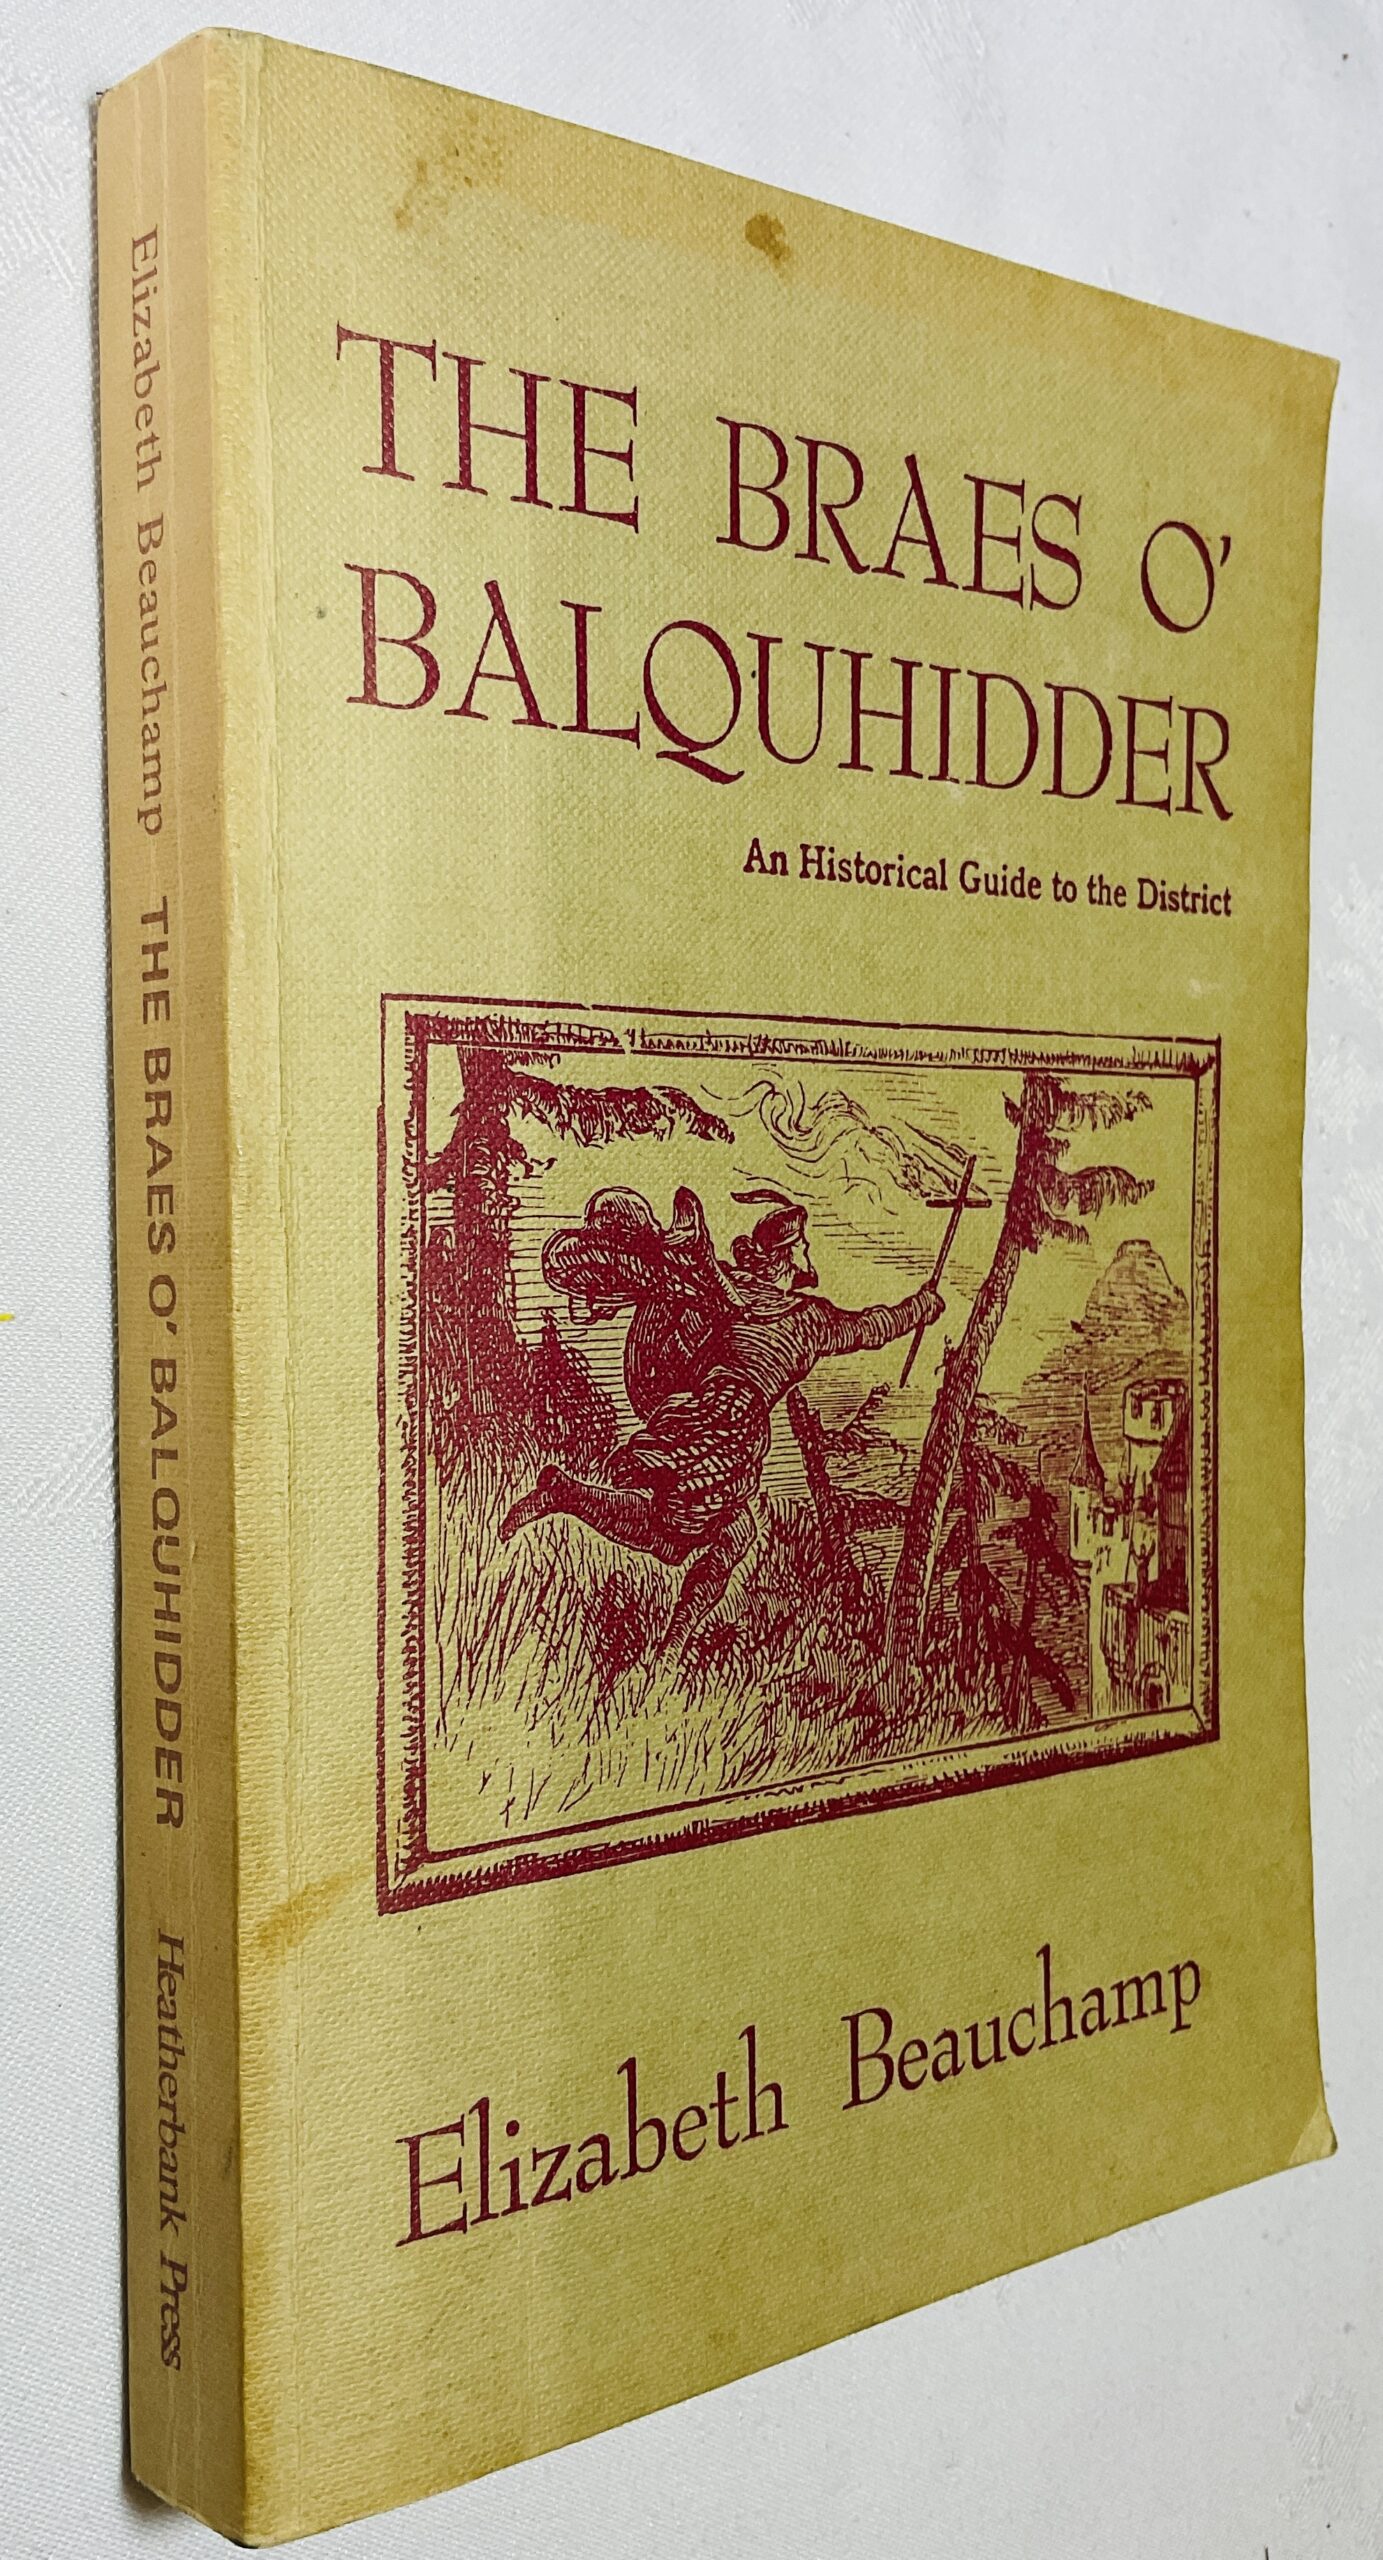 THE BRAES O'
BALQUHIDDER
An Historical Guide to the District
Elizabeth Beauchamp
Elizabeth Beauchamp THE BRAES O' BALQUHIDDER Heatherbank Press